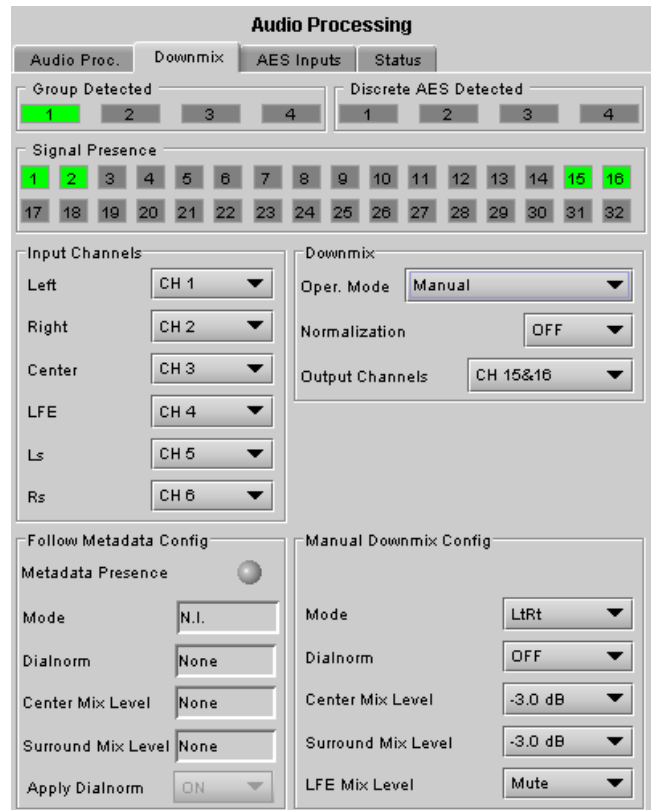 Audio Processing
Audio Proc. Downmix AES Inputs Status
Group Detected
1 2 3 4
Discrete AES Detected
1 2 3 4
Signal Presence
1 2 3 4 5 6 7 8 9 10 11 12 13 14 15 16
17 18 19 20 21 22 23 24 25 26 27 28 29 30 31 32
Input Channels
Left CH 1
Right CH 2
Center CH 3
LFE CH 4
Ls CH 5
Rs CH 6
Downmix
Oper. Mode Manual
Normalization OFF
Output Channels CH 15&16
Follow Metadata Config
Metadata Presence
Mode N.I.
Dialnorm None
Center Mix Level None
Surround Mix Level None
Apply Dialnorm ON
Manual Downmix Config
Mode LtRt
Dialnorm OFF
Center Mix Level -3.0 dB
Surround Mix Level -3.0 dB
LFE Mix Level Mute